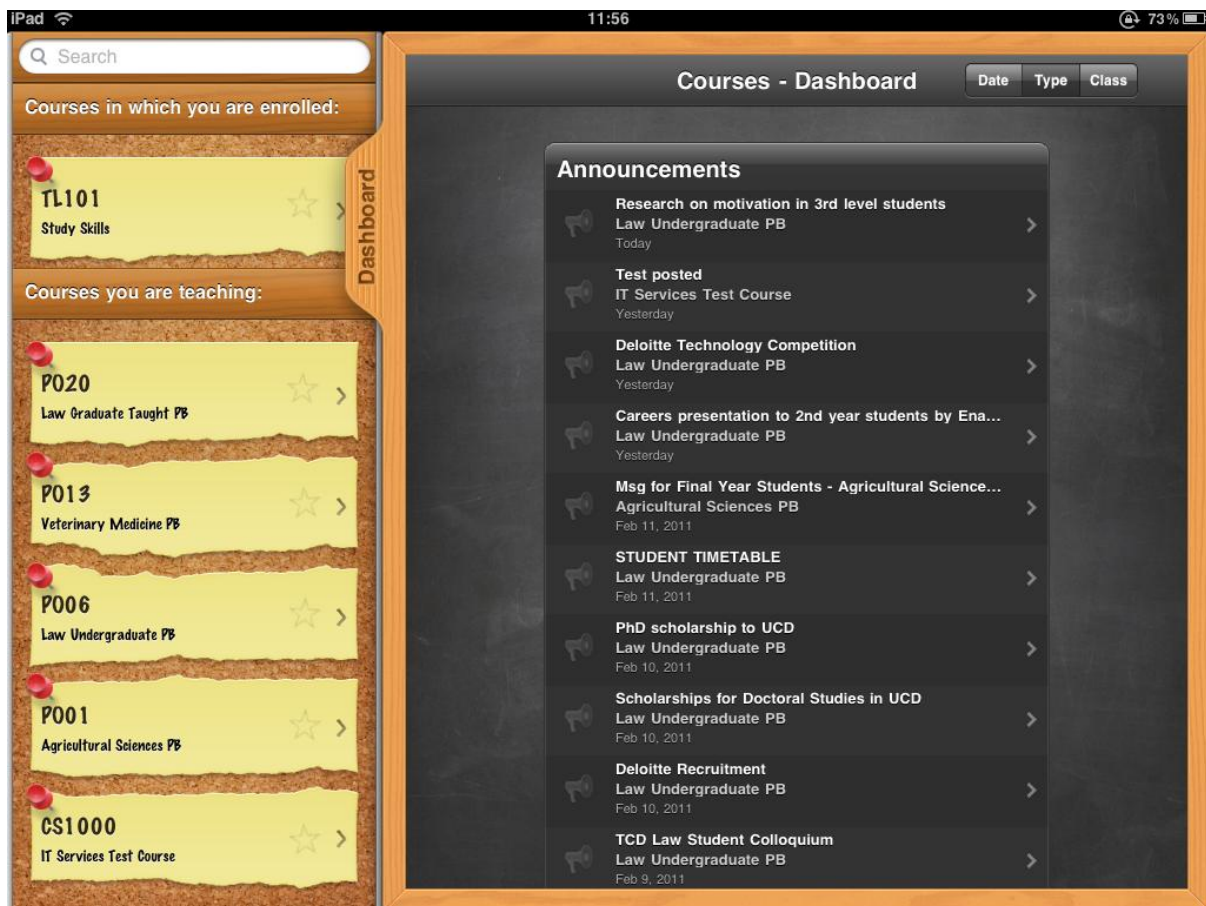 iPad 11:56 73%
Search
Courses in which you are enrolled:
TL101
Study Skills
Dashboard
Courses you are teaching:
P020
Law Graduate Taught PB
P013
Veterinary Medicine PB
P006
Law Undergraduate PB
P001
Agricultural Sciences PB
CS1000
IT Services Test Course
Courses - Dashboard
Date Type Class
Announcements
Research on motivation in 3rd level students
Law Undergraduate PB
Today
Test posted
IT Services Test Course
Yesterday
Deloitte Technology Competition
Law Undergraduate PB
Yesterday
Careers presentation to 2nd year students by Ena...
Law Undergraduate PB
Yesterday
Msg for Final Year Students - Agricultural Science...
Agricultural Sciences PB
Feb 11, 2011
STUDENT TIMETABLE
Law Undergraduate PB
Feb 11, 2011
PhD scholarship to UCD
Law Undergraduate PB
Feb 10, 2011
Scholarships for Doctoral Studies in UCD
Law Undergraduate PB
Feb 10, 2011
Deloitte Recruitment
Law Undergraduate PB
Feb 10, 2011
TCD Law Student Colloquium
Law Undergraduate PB
Feb 9, 2011